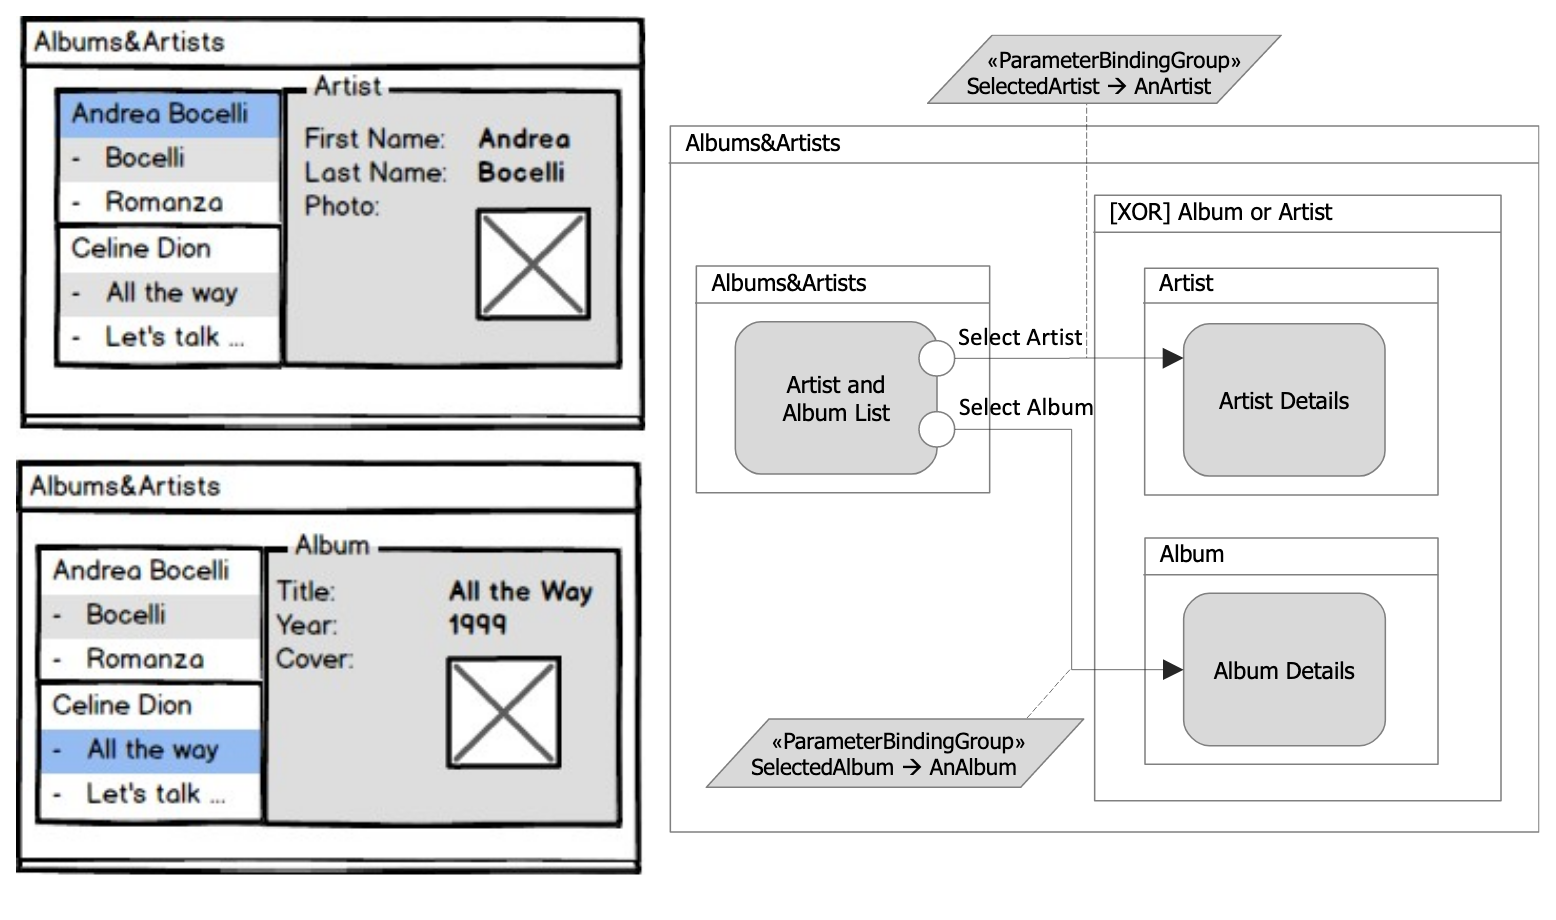 Albums&Artists
Andrea Bocelli
- Bocelli
- Romanza
Celine Dion
- All the way
- Let's talk ...
Artist
First Name: Andrea
Last Name: Bocelli
Photo:
Albums&Artists
Andrea Bocelli
- Bocelli
- Romanza
Celine Dion
- All the way
- Let's talk ...
Album
Title: All the Way
Year: 1999
Cover:
«ParameterBindingGroup»
SelectedArtist → AnArtist
Albums&Artists
[XOR] Album or Artist
Albums&Artists
Artist and
Album List
Select Artist
Select Album
Artist
Artist Details
Album
Album Details
«ParameterBindingGroup»
SelectedAlbum → AnAlbum